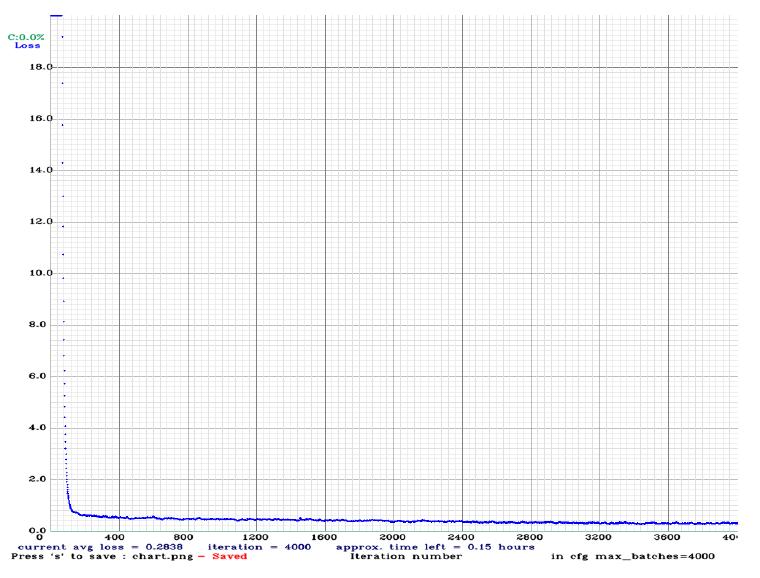 C:0.0%
Loss
18.0
16.0
14.0
12.0
10.0
8.0
6.0
4.0
2.0
0.0
0 400 800 1200 1600 2000 2400 2800 3200 3600 40
current avg loss = 0.2838 iteration = 4000 approx. time left = 0.15 hours
Press 's' to save : chart.png - Saved Iteration number in cfg max_batches=4000